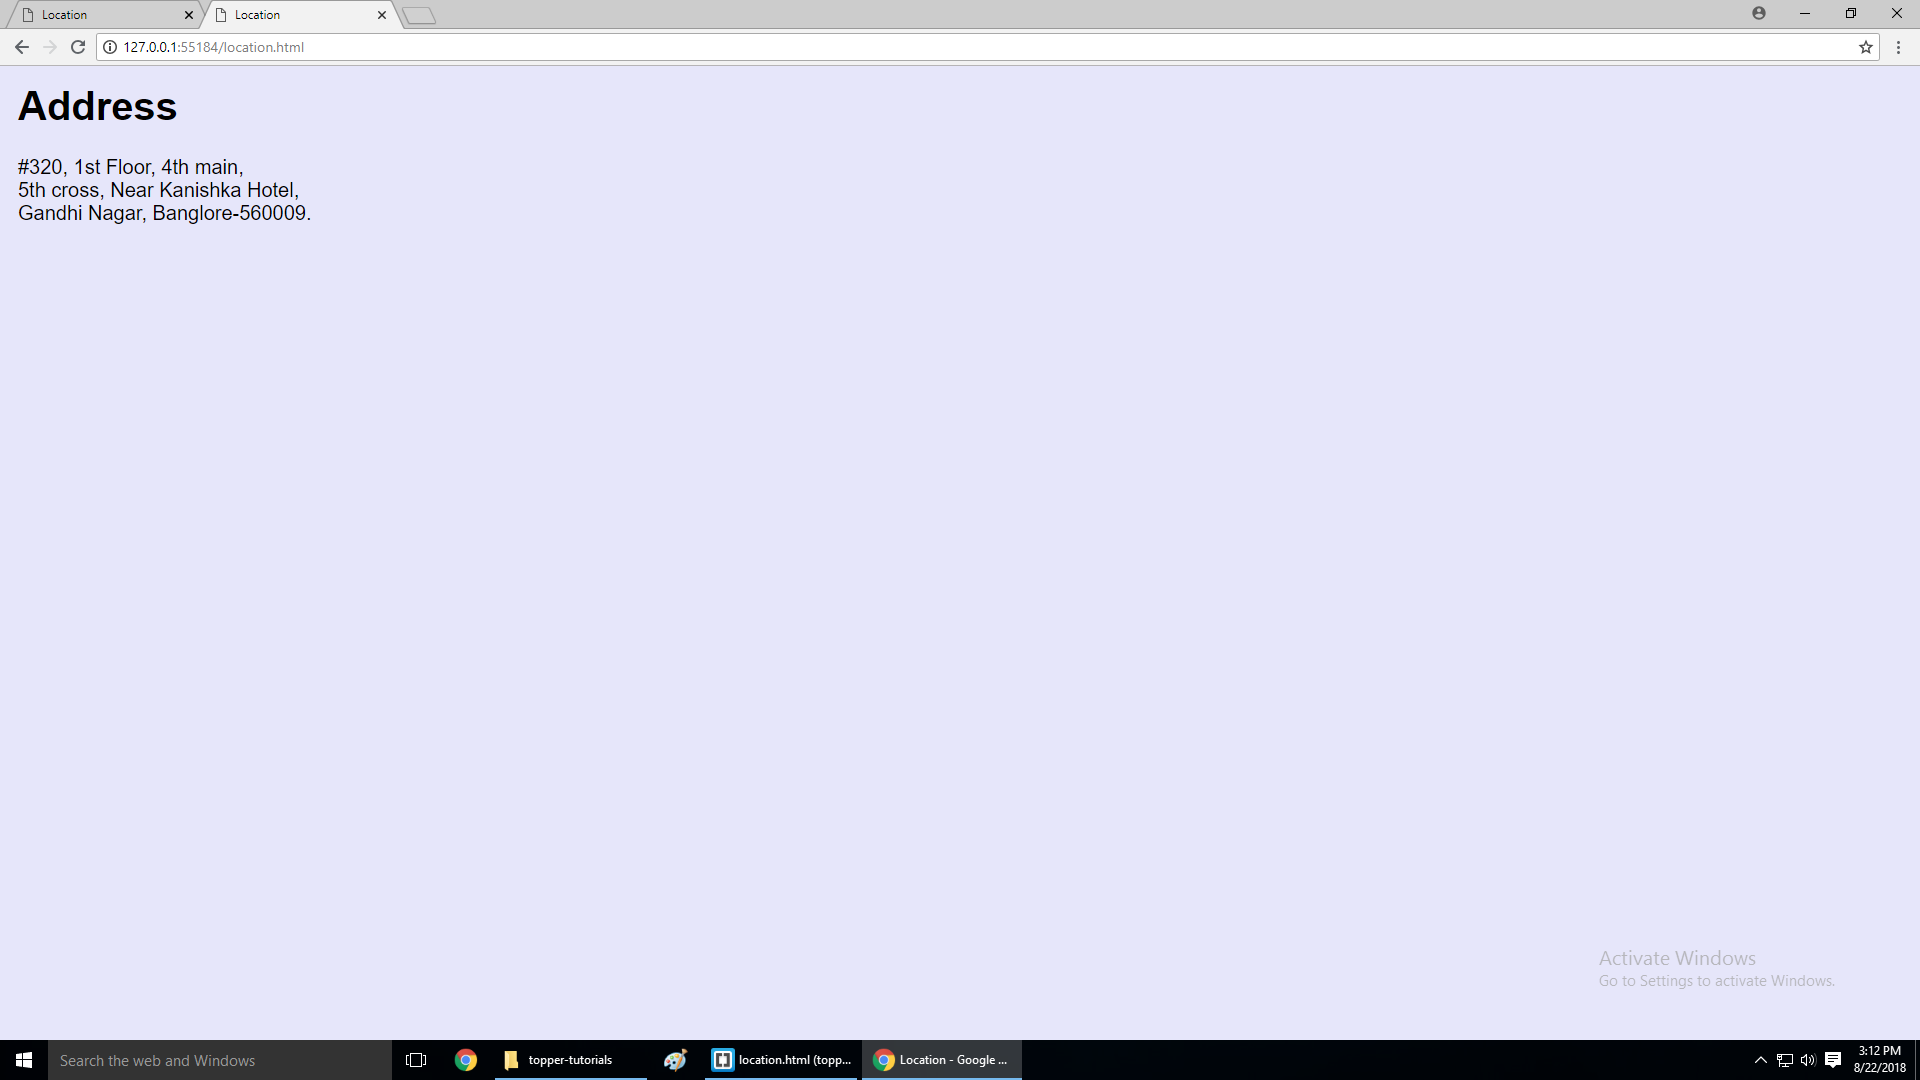 Location
Location
127.0.0.1:55184/location.html
Address
#320, 1st Floor, 4th main,
5th cross, Near Kanishka Hotel,
Gandhi Nagar, Banglore-560009.
Activate Windows
Go to Settings to activate Windows.
Search the web and Windows
topper-tutorials
location.html (topp...
Location - Google ...
3:12 PM
8/22/2018